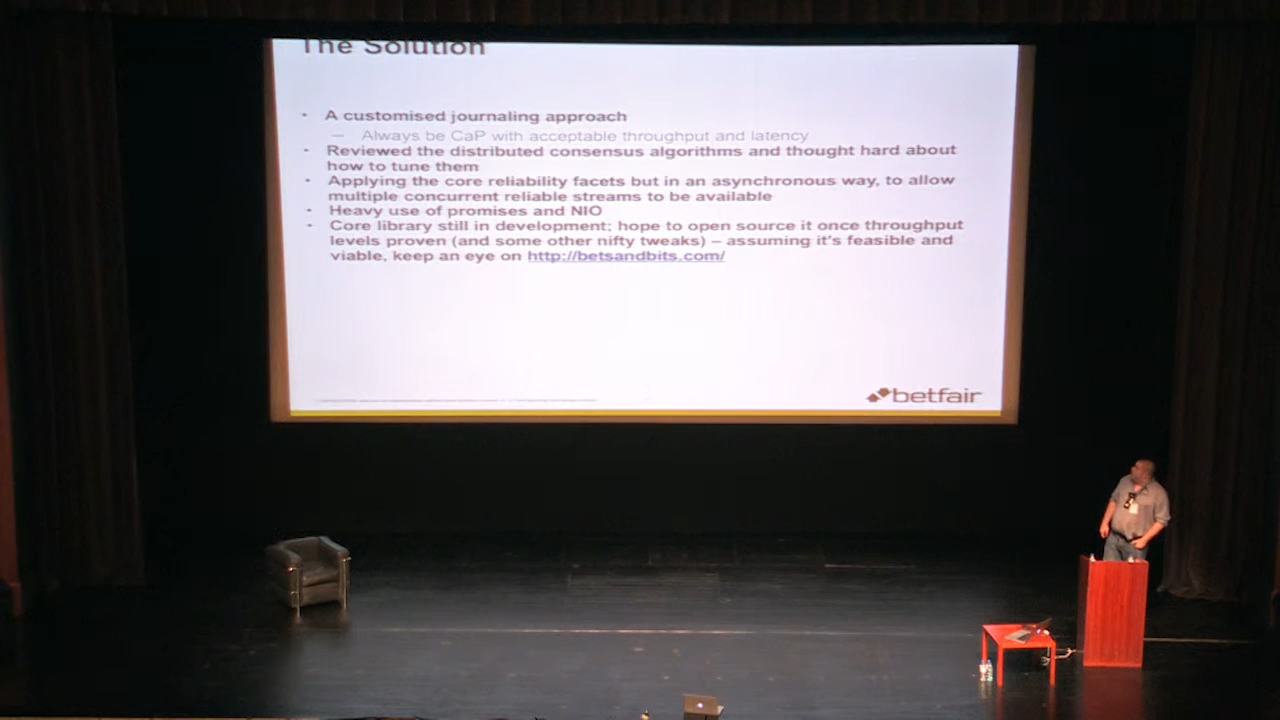 The Solution
• A customised journaling approach
– Always be CaP with acceptable throughput and latency
• Reviewed the distributed consensus algorithms and thought hard about
how to tune them
• Applying the core reliability facets but in an asynchronous way, to allow
multiple concurrent reliable streams to be available
• Heavy use of promises and NIO
• Core library still in development; hope to open source it once throughput
levels proven (and some other nifty tweaks) – assuming it's feasible and
viable, keep an eye on http://betsandbits.com/
betfair